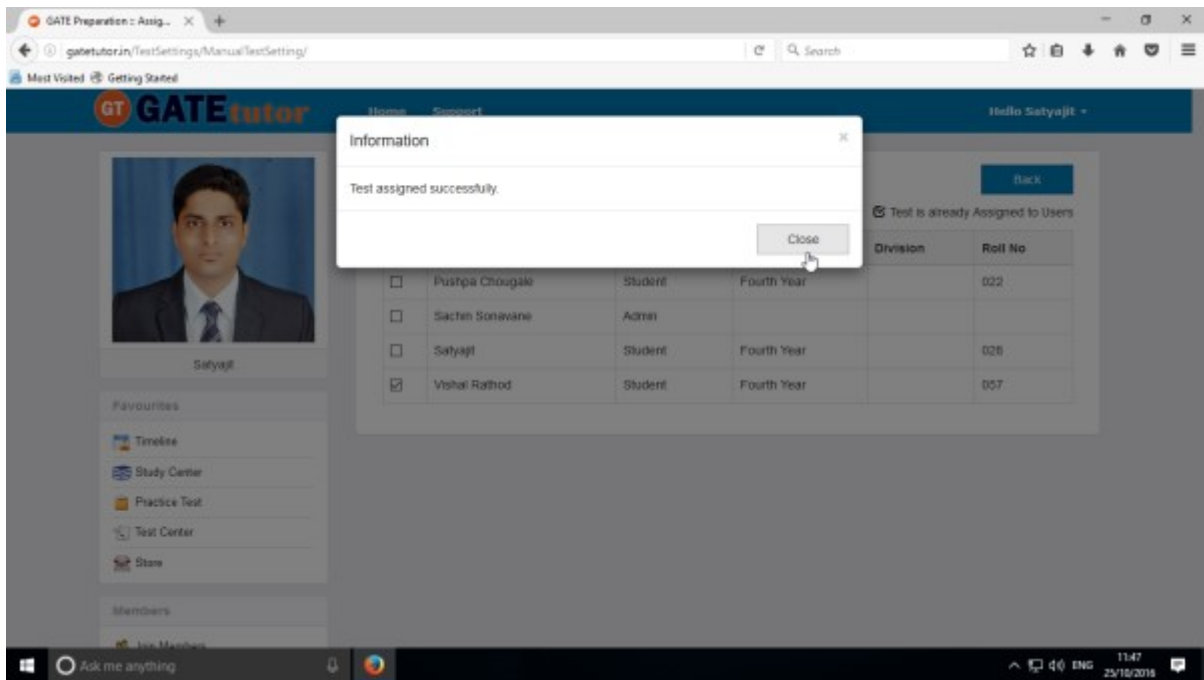 GATE Preparation :: Assig...
gatetutor.in/TestSettings/ManualTestSetting/
Search
Most Visited Getting Started
GT GATEtutor Home Support Hello Satyajit
Information ×
Test assigned successfully.
Close
Back
Test is already Assigned to Users
Division Roll No
Pushpa Chougale Student Fourth Year 022
Sachin Sonavane Admin
Satyajit Student Fourth Year 026
Vishal Rathod Student Fourth Year 057
Satyajit
Favourites
Timeline
Study Center
Practice Test
Test Center
Store
Members
Join Members
Ask me anything
ENG
11:47
25/10/2016